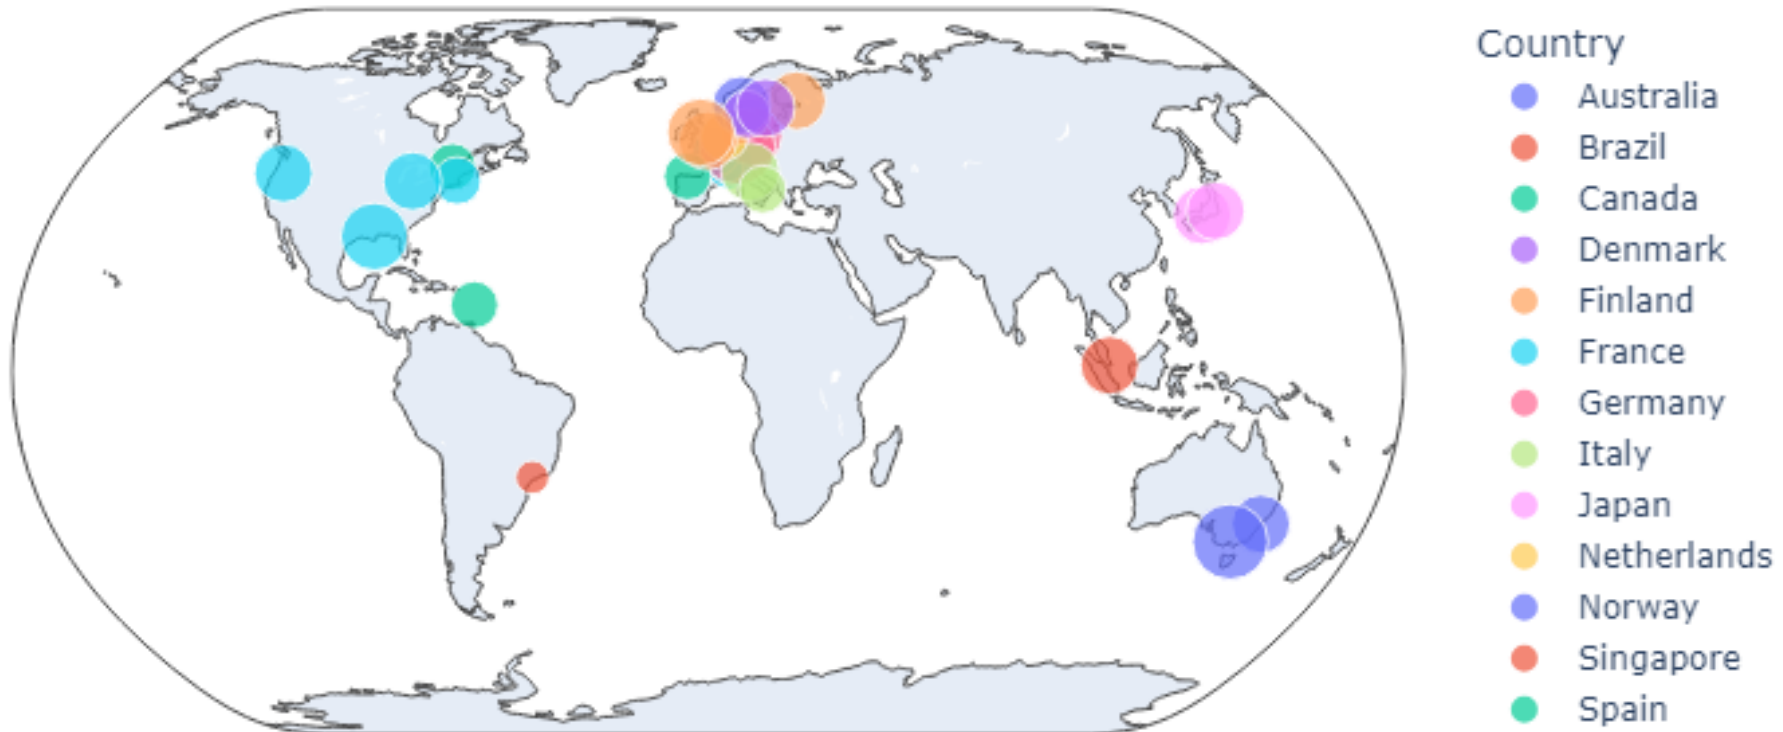 Country
Australia
Brazil
Canada
Denmark
Finland
France
Germany
Italy
Japan
Netherlands
Norway
Singapore
Spain